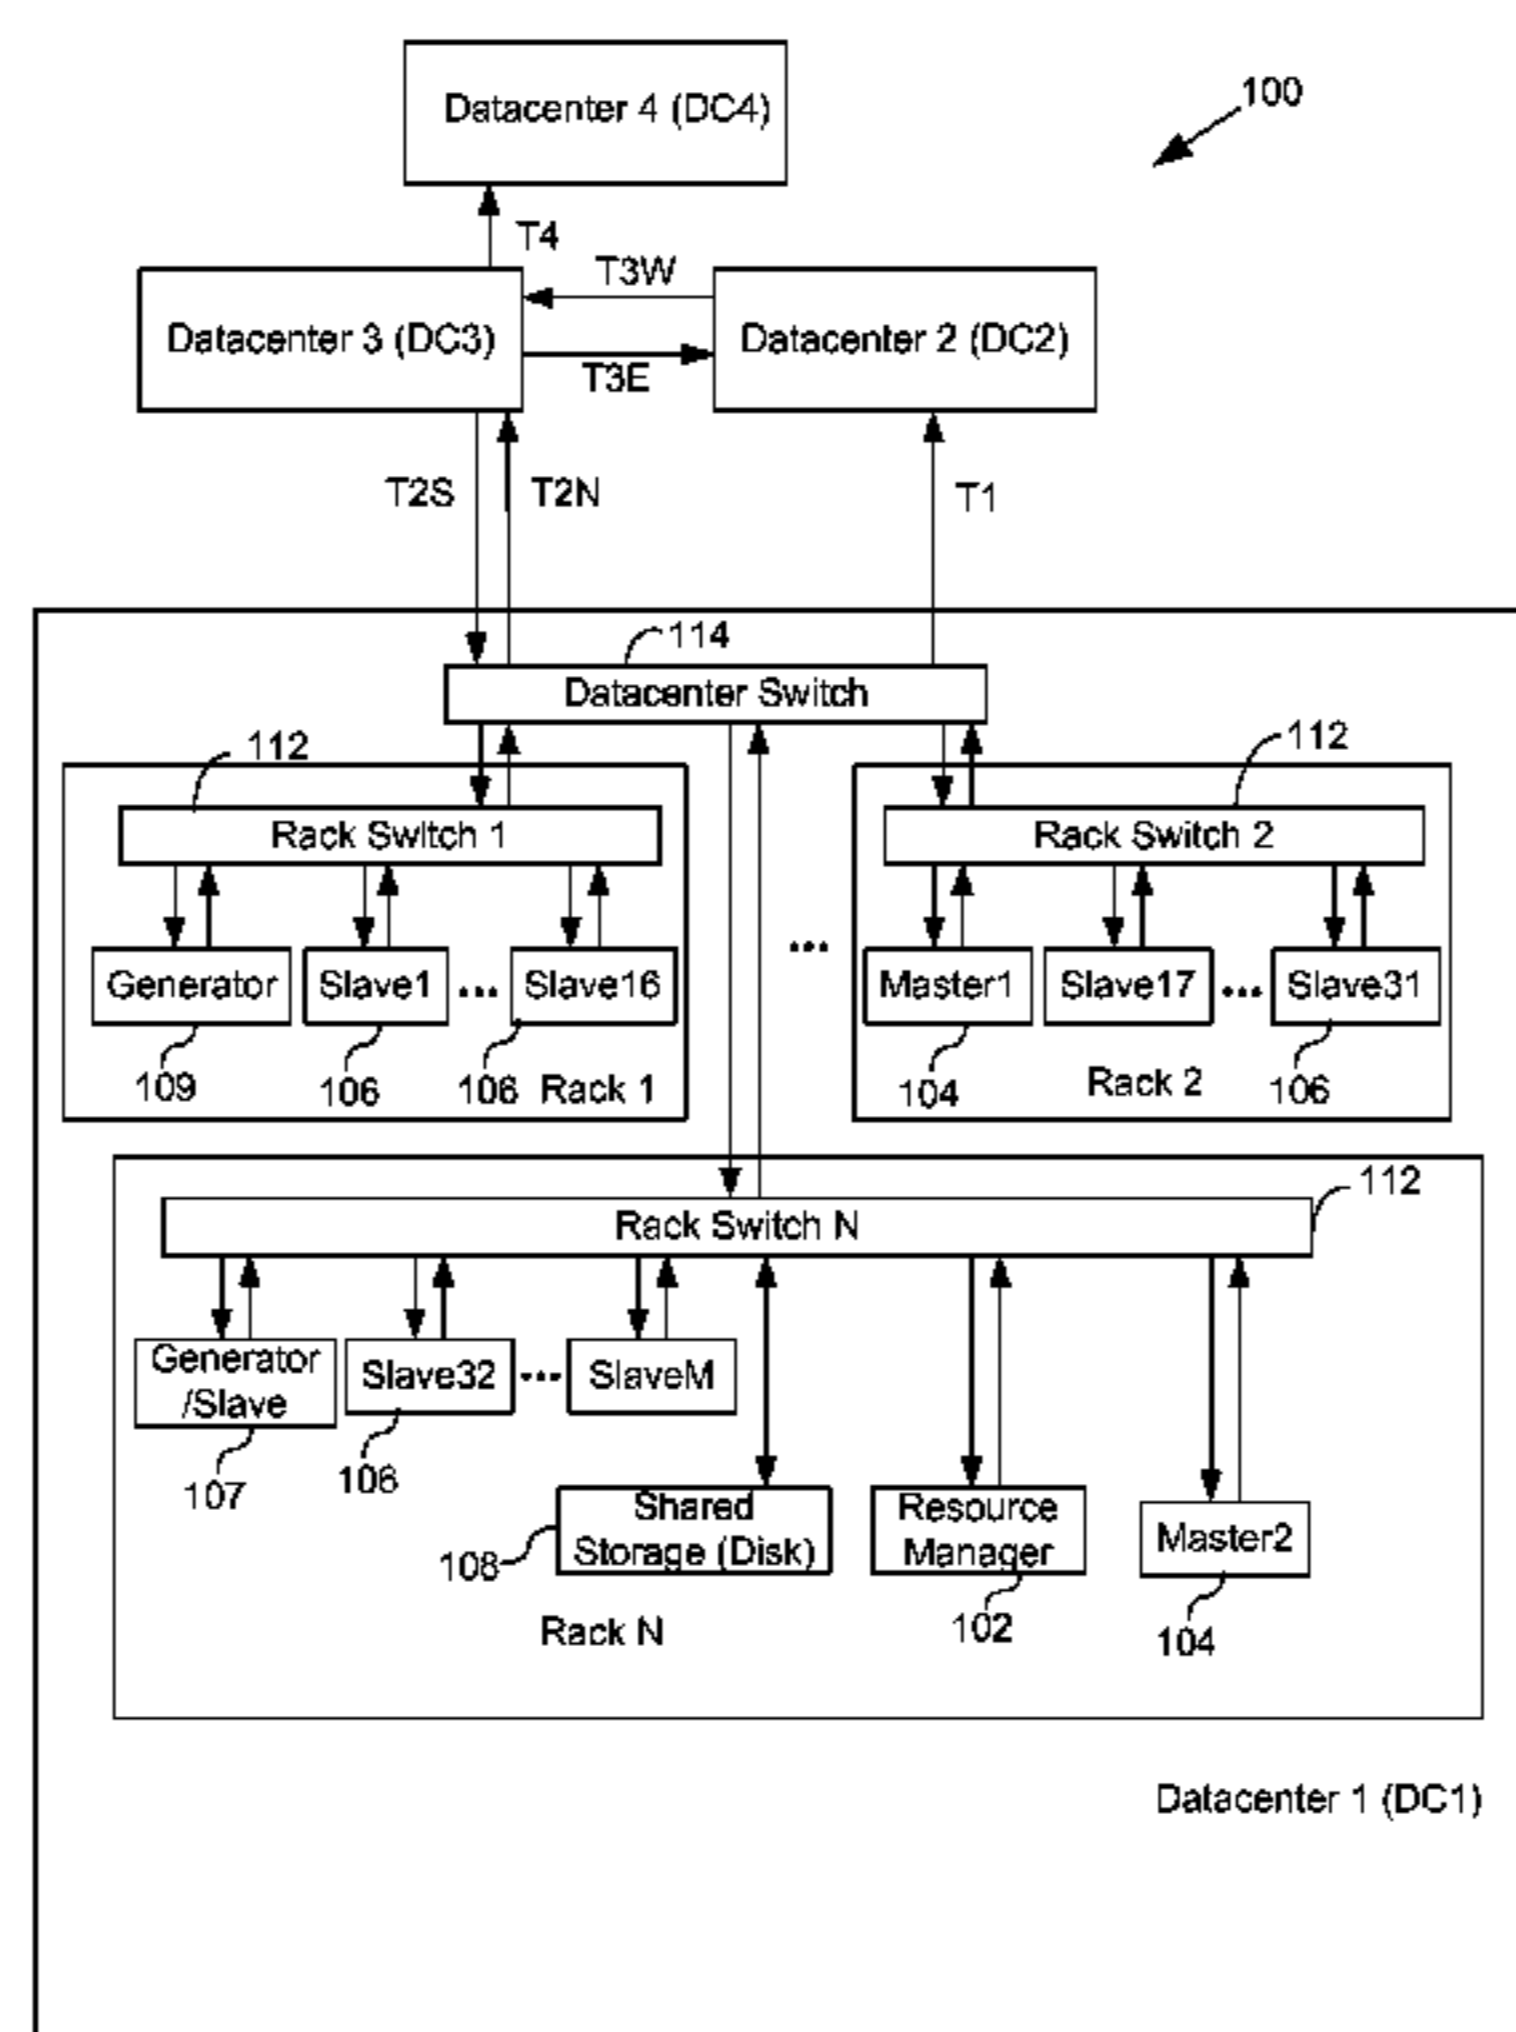 Datacenter 4 (DC4)
100
T4
T3W
Datacenter 3 (DC3)
Datacenter 2 (DC2)
T3E
T2S
T2N
T1
114
Datacenter Switch
112
112
Rack Switch 1
Rack Switch 2
Generator
Slave1
...
Slave16
...
Master1
Slave17
...
Slave31
109
106
106
Rack 1
104
Rack 2
106
112
Rack Switch N
Generator
/Slave
Slave32
...
SlaveM
107
106
Shared
Storage (Disk)
108
Resource
Manager
Master2
102
104
Rack N
Datacenter 1 (DC1)